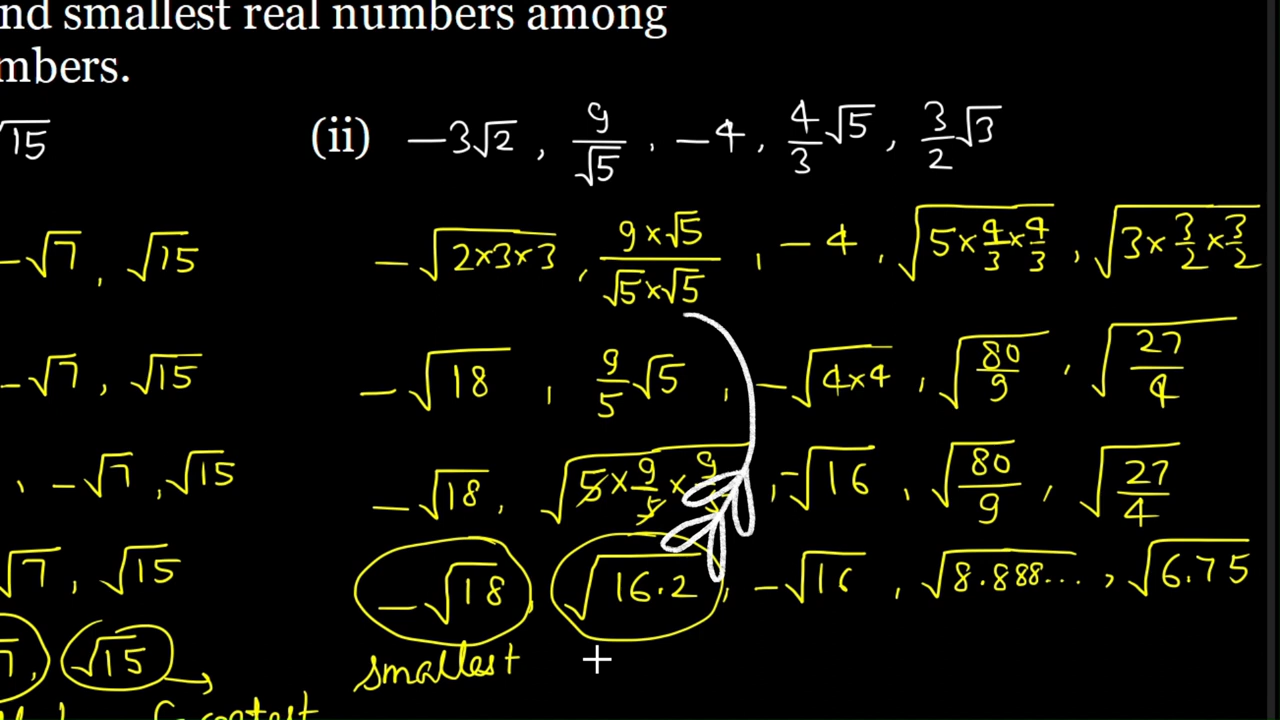 nd smallest real numbers among
mbers.
√15 (ii) −3√2 , 9/√5 , −4 , 4/3 √5 , 3/2 √3
−√7 , √15 −√(2×3×3) , (9×√5)/(√5×√5) , −4 , √(5×4/3×4/3) , √(3×3/2×3/2)
−√7 , √15 −√18 , 9/5 √5 , −√(4×4) , √(80/9) , √(27/4)
, −√7 , √15 −√18 , √(5×9/5×9/ , −√16 , √(80/9) , √(27/4)
√7 , √15 −√18 √16.2 , −√16 , √8.888... , √6.75
7, √15 → smallest